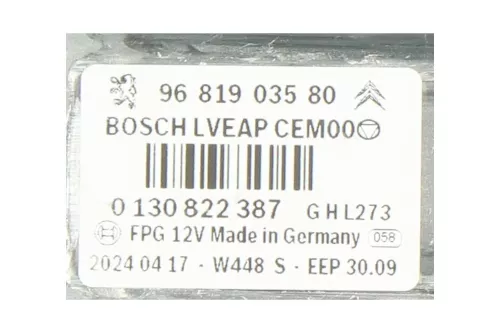 96 819 035 80
BOSCH LVEAP CEM00
0 130 822 387 G H L273
FPG 12V Made in Germany 058
2024 04 17 - W448 S - EEP 30.09